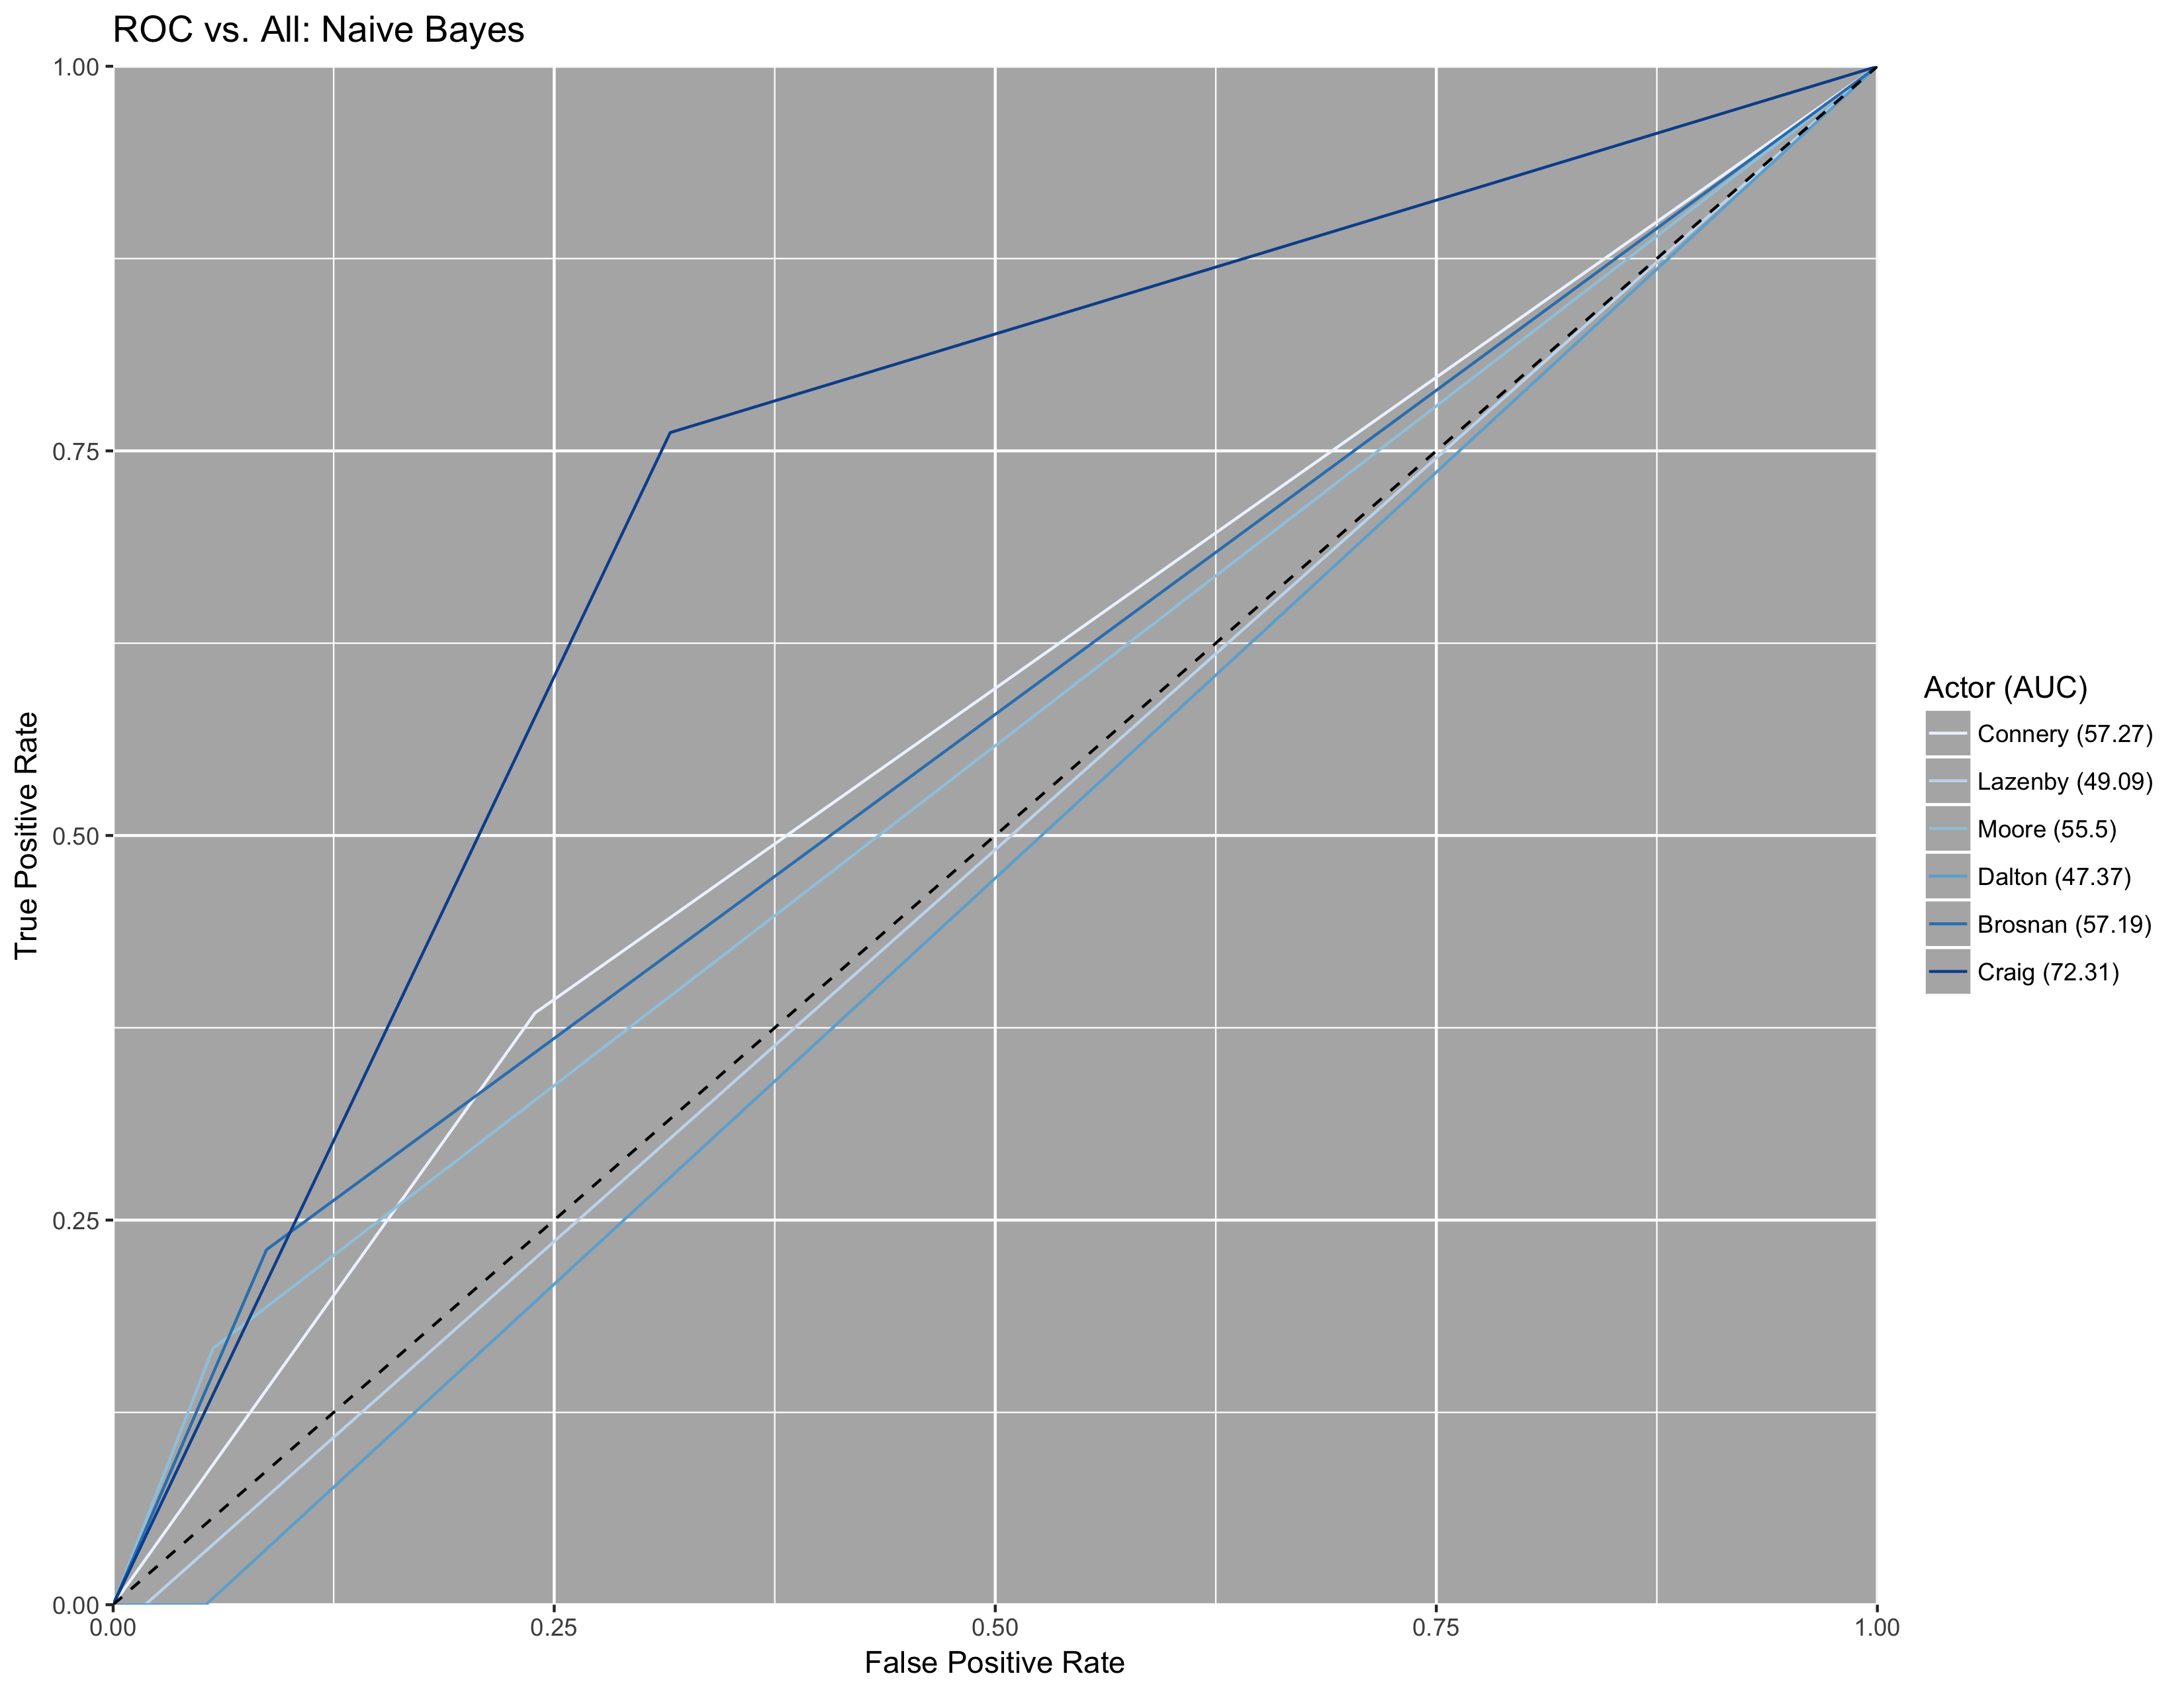 ROC vs. All: Naive Bayes
1.00
0.75
0.50
0.25
0.00
True Positive Rate
0.00 0.25 0.50 0.75 1.00
False Positive Rate
Actor (AUC)
Connery (57.27)
Lazenby (49.09)
Moore (55.5)
Dalton (47.37)
Brosnan (57.19)
Craig (72.31)